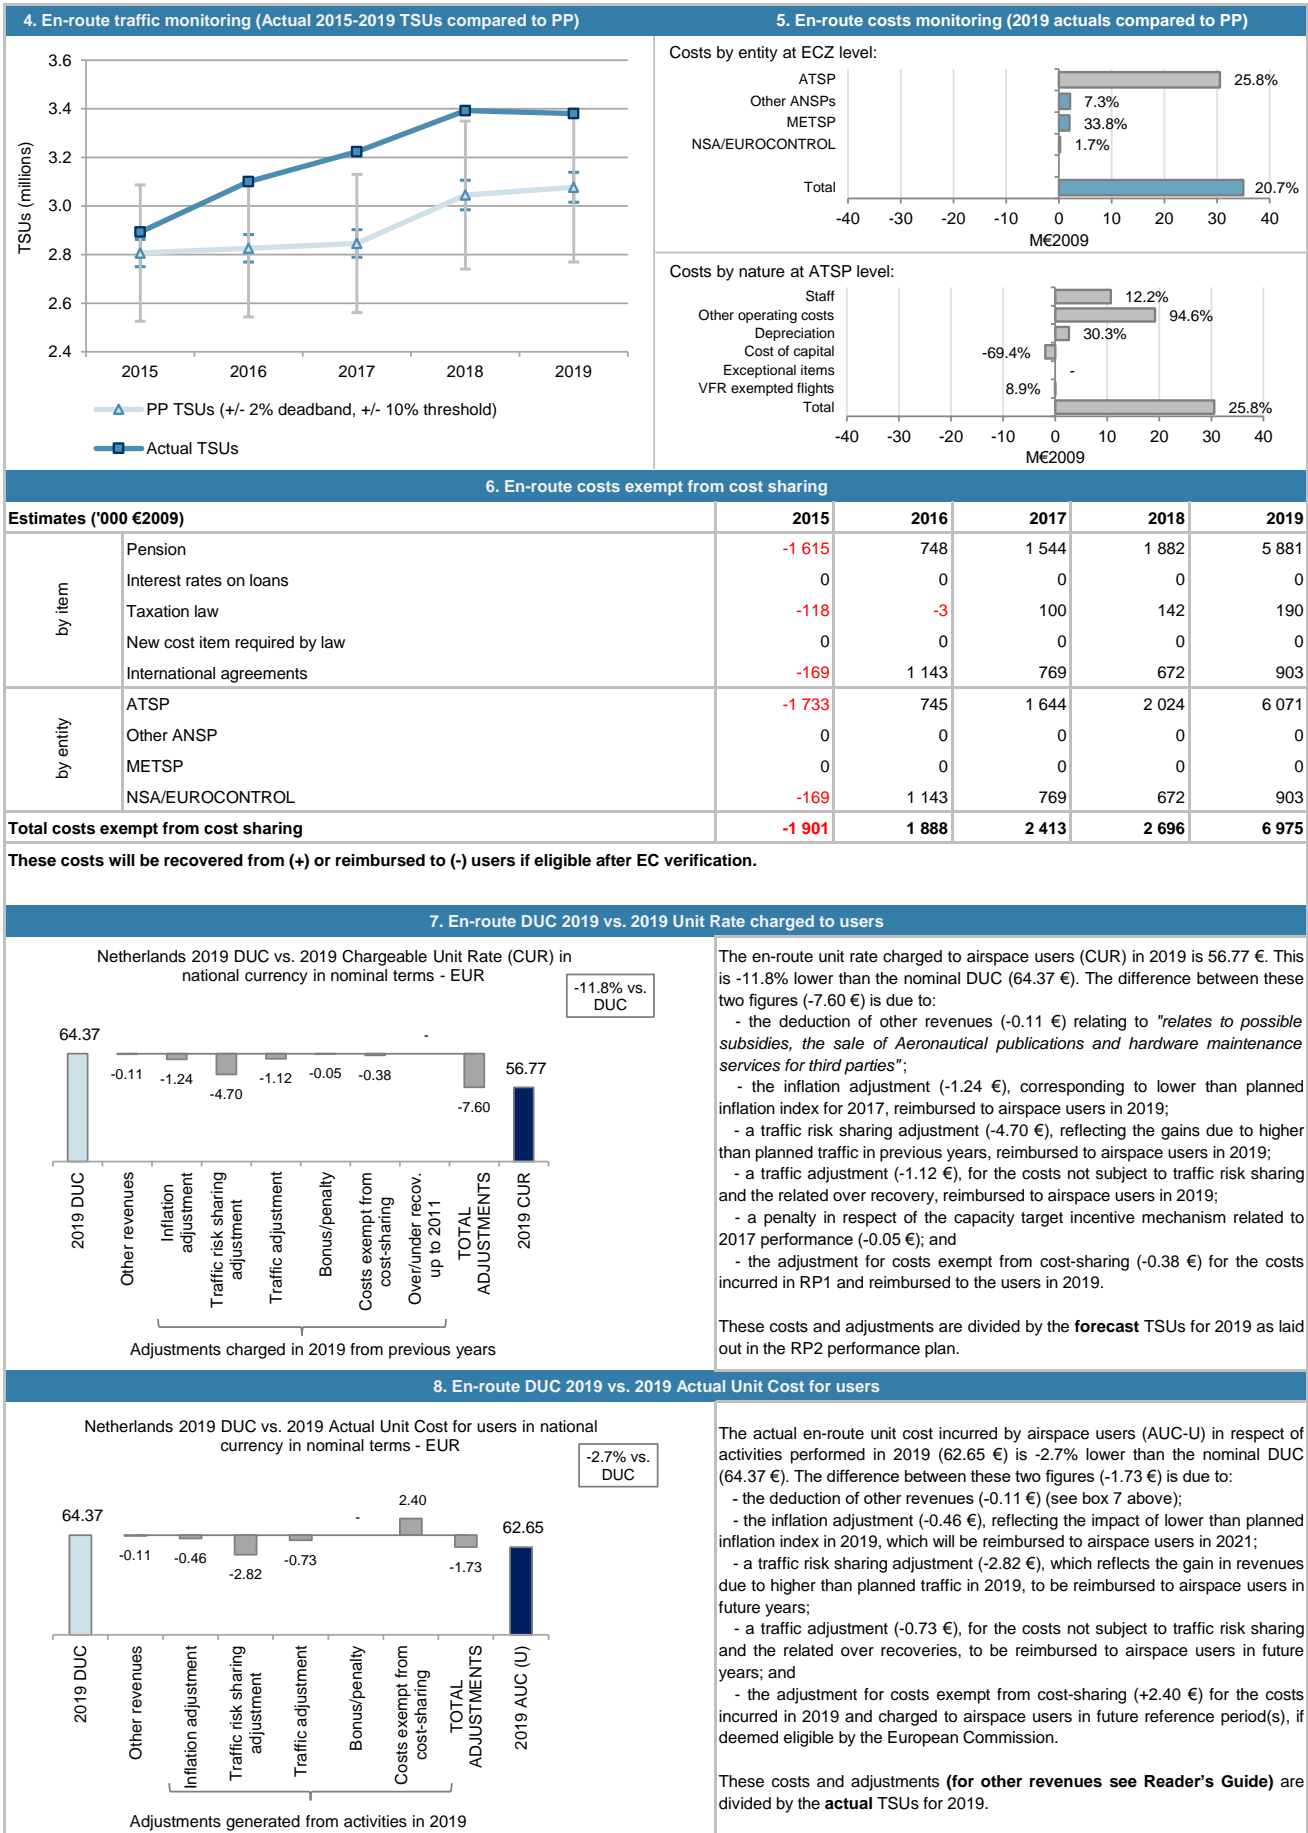 4. En-route traffic monitoring (Actual 2015-2019 TSUs compared to PP)
3.6
3.4
3.2
3.0
2.8
2.6
2.4
TSUs (millions)
2015 2016 2017 2018 2019
PP TSUs (+/- 2% deadband, +/- 10% threshold)
Actual TSUs
5. En-route costs monitoring (2019 actuals compared to PP)
Costs by entity at ECZ level:
ATSP 25.8%
Other ANSPs 7.3%
METSP 33.8%
NSA/EUROCONTROL 1.7%
Total 20.7%
-40 -30 -20 -10 0 10 20 30 40
M€2009
Costs by nature at ATSP level:
Staff 12.2%
Other operating costs 94.6%
Depreciation 30.3%
Cost of capital -69.4%
Exceptional items -
VFR exempted flights 8.9%
Total 25.8%
-40 -30 -20 -10 0 10 20 30 40
M€2009
6. En-route costs exempt from cost sharing
Estimates ('000 €2009) 2015 2016 2017 2018 2019
by item
Pension -1 615 748 1 544 1 882 5 881
Interest rates on loans 0 0 0 0 0
Taxation law -118 -3 100 142 190
New cost item required by law 0 0 0 0 0
International agreements -169 1 143 769 672 903
by entity
ATSP -1 733 745 1 644 2 024 6 071
Other ANSP 0 0 0 0 0
METSP 0 0 0 0 0
NSA/EUROCONTROL -169 1 143 769 672 903
Total costs exempt from cost sharing -1 901 1 888 2 413 2 696 6 975
These costs will be recovered from (+) or reimbursed to (-) users if eligible after EC verification.
7. En-route DUC 2019 vs. 2019 Unit Rate charged to users
Netherlands 2019 DUC vs. 2019 Chargeable Unit Rate (CUR) in
national currency in nominal terms - EUR
-11.8% vs.
DUC
64.37 -0.11 -1.24 -4.70 -1.12 -0.05 -0.38 - -7.60 56.77
2019 DUC
Other revenues
Inflation
adjustment
Traffic risk sharing
adjustment
Traffic adjustment
Bonus/penalty
Costs exempt from
cost-sharing
Over/under recov.
up to 2011
TOTAL
ADJUSTMENTS
2019 CUR
Adjustments charged in 2019 from previous years
The en-route unit rate charged to airspace users (CUR) in 2019 is 56.77 €. This
is -11.8% lower than the nominal DUC (64.37 €). The difference between these
two figures (-7.60 €) is due to:
- the deduction of other revenues (-0.11 €) relating to "relates to possible
subsidies, the sale of Aeronautical publications and hardware maintenance
services for third parties";
- the inflation adjustment (-1.24 €), corresponding to lower than planned
inflation index for 2017, reimbursed to airspace users in 2019;
- a traffic risk sharing adjustment (-4.70 €), reflecting the gains due to higher
than planned traffic in previous years, reimbursed to airspace users in 2019;
- a traffic adjustment (-1.12 €), for the costs not subject to traffic risk sharing
and the related over recovery, reimbursed to airspace users in 2019;
- a penalty in respect of the capacity target incentive mechanism related to
2017 performance (-0.05 €); and
- the adjustment for costs exempt from cost-sharing (-0.38 €) for the costs
incurred in RP1 and reimbursed to the users in 2019.
These costs and adjustments are divided by the forecast TSUs for 2019 as laid
out in the RP2 performance plan.
8. En-route DUC 2019 vs. 2019 Actual Unit Cost for users
Netherlands 2019 DUC vs. 2019 Actual Unit Cost for users in national
currency in nominal terms - EUR
-2.7% vs.
DUC
64.37 -0.11 -0.46 -2.82 -0.73 - 2.40 -1.73 62.65
2019 DUC
Other revenues
Inflation adjustment
Traffic risk sharing
adjustment
Traffic adjustment
Bonus/penalty
Costs exempt from
cost-sharing
TOTAL
ADJUSTMENTS
2019 AUC (U)
Adjustments generated from activities in 2019
The actual en-route unit cost incurred by airspace users (AUC-U) in respect of
activities performed in 2019 (62.65 €) is -2.7% lower than the nominal DUC
(64.37 €). The difference between these two figures (-1.73 €) is due to:
- the deduction of other revenues (-0.11 €) (see box 7 above);
- the inflation adjustment (-0.46 €), reflecting the impact of lower than planned
inflation index in 2019, which will be reimbursed to airspace users in 2021;
- a traffic risk sharing adjustment (-2.82 €), which reflects the gain in revenues
due to higher than planned traffic in 2019, to be reimbursed to airspace users in
future years;
- a traffic adjustment (-0.73 €), for the costs not subject to traffic risk sharing
and the related over recoveries, to be reimbursed to airspace users in future
years; and
- the adjustment for costs exempt from cost-sharing (+2.40 €) for the costs
incurred in 2019 and charged to airspace users in future reference period(s), if
deemed eligible by the European Commission.
These costs and adjustments (for other revenues see Reader's Guide) are
divided by the actual TSUs for 2019.